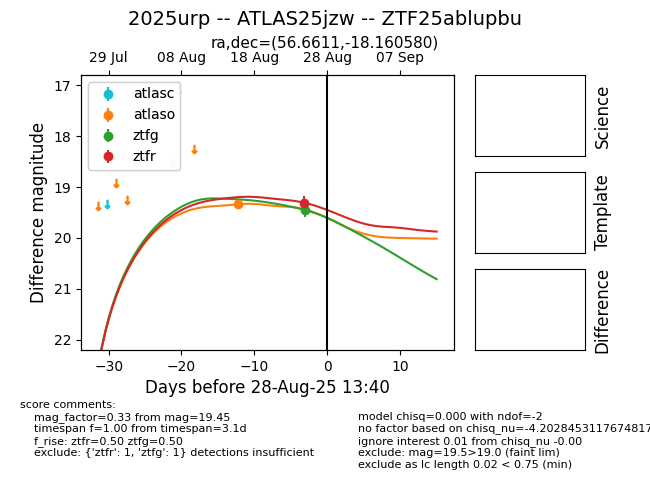 2025urp -- ATLAS25jzw -- ZTF25ablupbu
ra,dec=(56.6611,-18.160580)
29 Jul 08 Aug 18 Aug 28 Aug 07 Sep
atlasc
atlaso
ztfg
ztfr
17
18
19
20
21
22
Difference magnitude
−30 −20 −10 0 10
Days before 28-Aug-25 13:40
Science
Template
Difference
score comments:
mag_factor=0.33 from mag=19.45
timespan f=1.00 from timespan=3.1d
f_rise: ztfr=0.50 ztfg=0.50
exclude: {'ztfr': 1, 'ztfg': 1} detections insufficient
model chisq=0.000 with ndof=-2
no factor based on chisq_nu=-4.2028453117674817
ignore interest 0.01 from chisq_nu -0.00
exclude: mag=19.5>19.0 (faint lim)
exclude as lc length 0.02 < 0.75 (min)